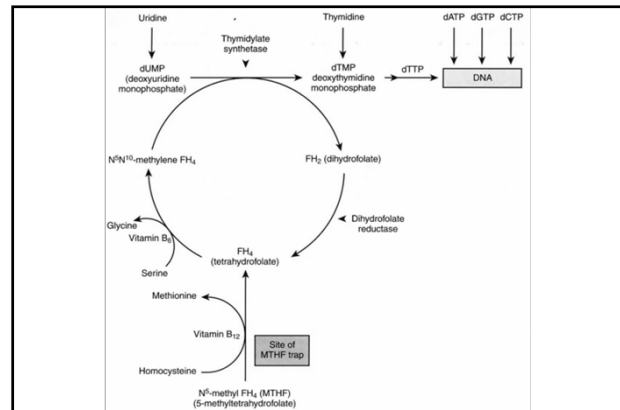 Uridine
Thymidine
dATP dGTP dCTP
Thymidylate
synthetase
dUMP
(deoxyuridine
monophosphate)
dTMP
deoxythymidine
monophosphate
dTTP
DNA
N⁵N¹⁰-methylene FH₄
FH₂ (dihydrofolate)
Dihydrofolate
reductase
Glycine
Vitamin B₆
Serine
FH₄
(tetrahydrofolate)
Methionine
Vitamin B₁₂
Site of
MTHF trap
Homocysteine
N⁵-methyl FH₄ (MTHF)
(5-methyltetrahydrofolate)